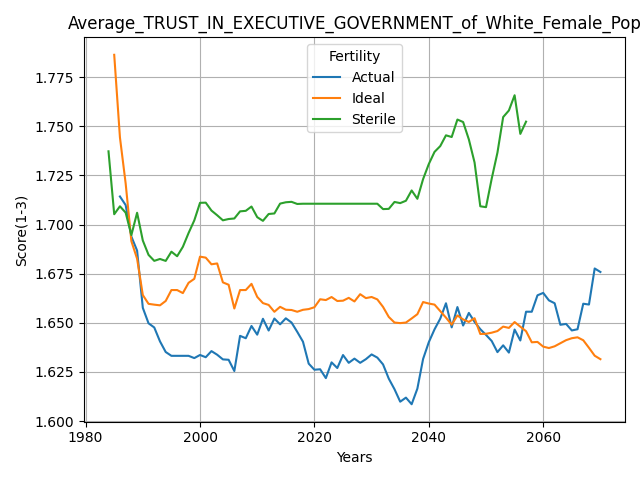 Average_TRUST_IN_EXECUTIVE_GOVERNMENT_of_White_Female_Pop
Fertility
Actual
Ideal
Sterile
1.775
1.750
1.725
1.700
1.675
1.650
1.625
1.600
Score(1-3)
1980
2000
2020
2040
2060
Years